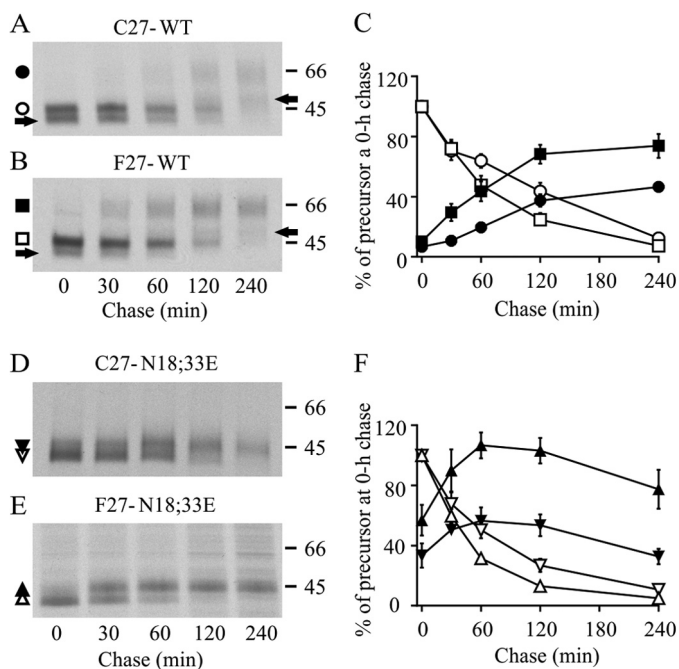 A
C27-WT
66
45
B
F27-WT
66
45
0 30 60 120 240
Chase (min)
C
% of precursor a 0-h chase
120
80
40
0
0 60 120 180 240
Chase (min)
D
C27-N18;33E
66
45
E
F27-N18;33E
66
45
0 30 60 120 240
Chase (min)
F
% of precursor at 0-h chase
120
80
40
0
0 60 120 180 240
Chase (min)